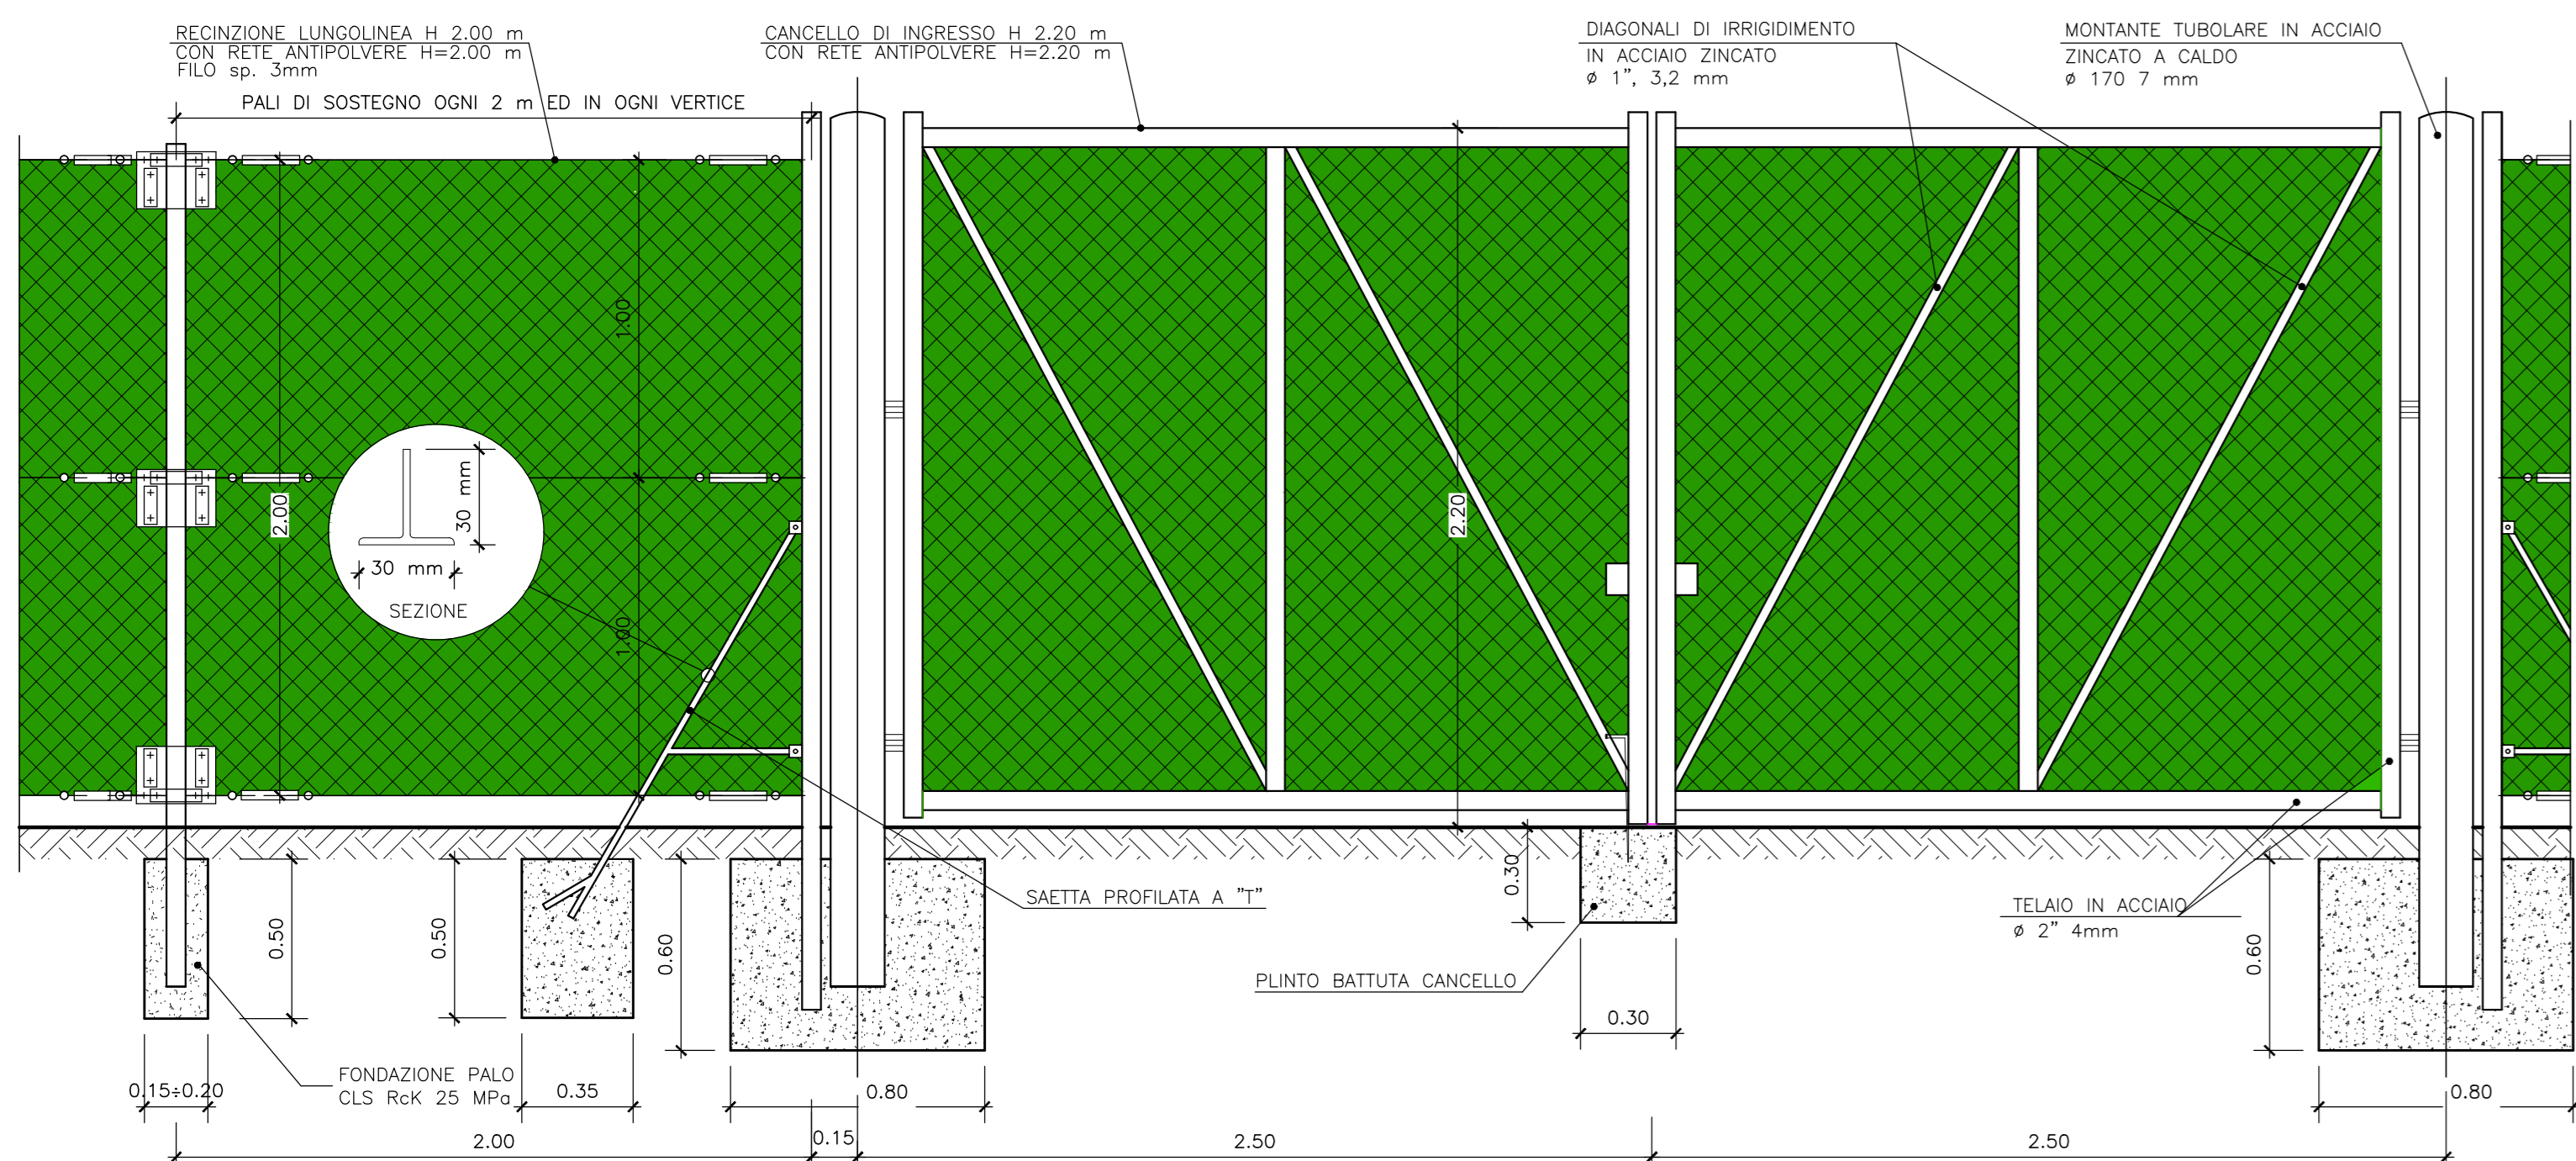 RECINZIONE LUNGOLINEA H 2.00 m
CON RETE ANTIPOLVERE H=2.00 m
FILO sp. 3mm
CANCELLO DI INGRESSO H 2.20 m
CON RETE ANTIPOLVERE H=2.20 m
DIAGONALI DI IRRIGIDIMENTO
IN ACCIAIO ZINCATO
ø 1", 3,2 mm
MONTANTE TUBOLARE IN ACCIAIO
ZINCATO A CALDO
ø 170 7 mm
PALI DI SOSTEGNO OGNI 2 m ED IN OGNI VERTICE
1.00
2.00
30 mm
30 mm
SEZIONE
1.00
2.20
0.30
SAETTA PROFILATA A "T"
TELAIO IN ACCIAIO
ø 2" 4mm
0.50
0.50
0.60
0.60
PLINTO BATTUTA CANCELLO
0.30
FONDAZIONE PALO
CLS RcK 25 MPa
0.15÷0.20
0.35
0.80
0.80
2.00
0.15
2.50
2.50